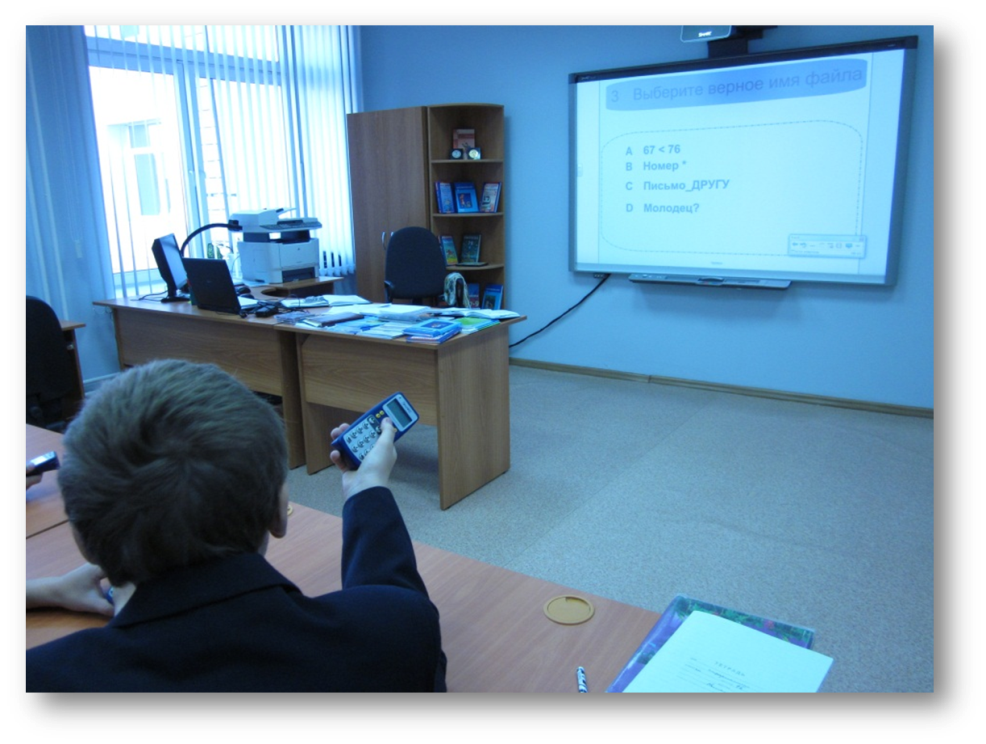 3 Выберите верное имя файла
A 67 < 76
B Номер *
C Письмо_ДРУГУ
D Молодец?